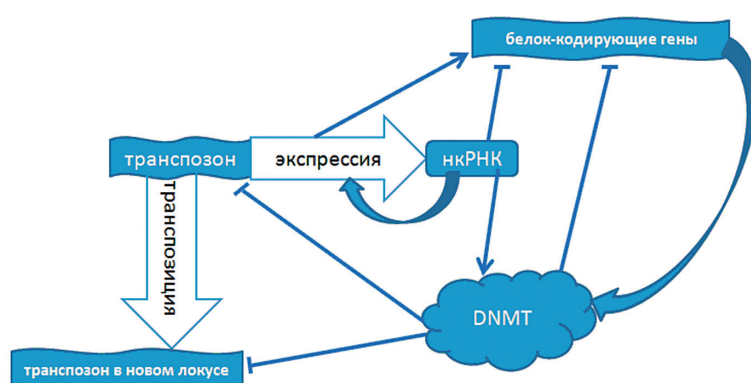 белок-кодирующие гены
транспозон
экспрессия
нкРНК
транспозиция
DNMT
транспозон в новом локусе